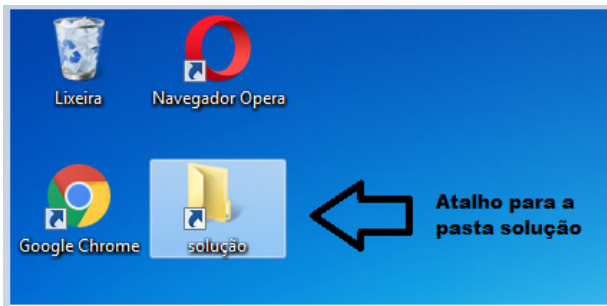 Lixeira
Navegador Opera
Google Chrome
solução
Atalho para a
pasta solução